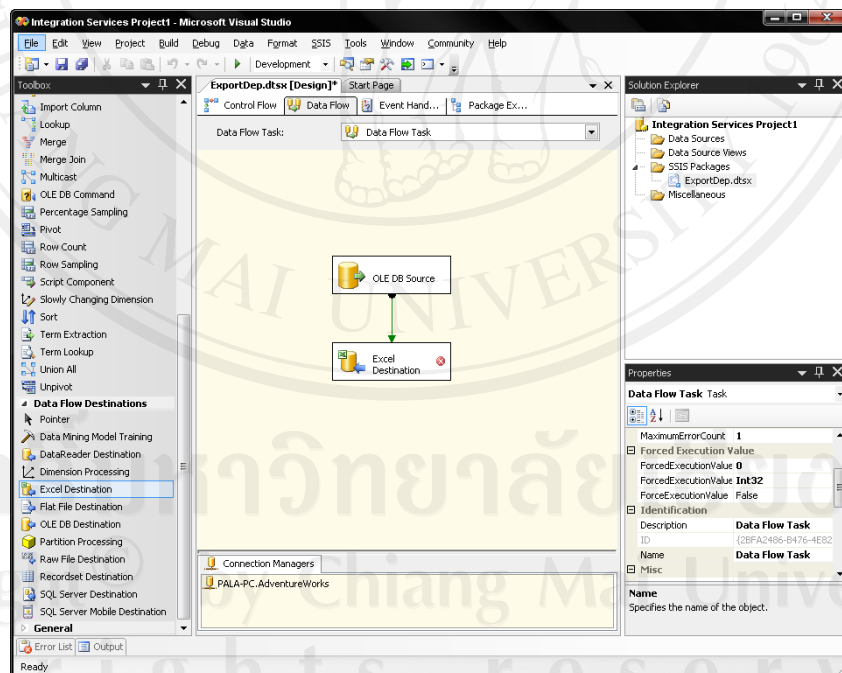 Integration Services Project1 - Microsoft Visual Studio
File Edit View Project Build Debug Data Format SSIS Tools Window Community Help
Development
Toolbox
Import Column
Lookup
Merge
Merge Join
Multicast
OLE DB Command
Percentage Sampling
Pivot
Row Count
Row Sampling
Script Component
Slowly Changing Dimension
Sort
Term Extraction
Term Lookup
Union All
Unpivot
Data Flow Destinations
Pointer
Data Mining Model Training
DataReader Destination
Dimension Processing
Excel Destination
Flat File Destination
OLE DB Destination
Partition Processing
Raw File Destination
Recordset Destination
SQL Server Destination
SQL Server Mobile Destination
General
ExportDep.dtsx [Design]* Start Page
Control Flow Data Flow Event Hand... Package Ex...
Data Flow Task: Data Flow Task
OLE DB Source
Excel
Destination
Connection Managers
PALA-PC.AdventureWorks
Solution Explorer
Integration Services Project1
Data Sources
Data Source Views
SSIS Packages
ExportDep.dtsx
Miscellaneous
Properties
Data Flow Task Task
MaximumErrorCount 1
Forced Execution Value
ForcedExecutionValue 0
ForcedExecutionValue Int32
ForceExecutionValue False
Identification
Description Data Flow Task
ID {2BFA2486-B476-4E82
Name Data Flow Task
Misc
Name
Specifies the name of the object.
Error List Output
Ready
MAI UNIVERSITY
by Chiang Mai
rights reser